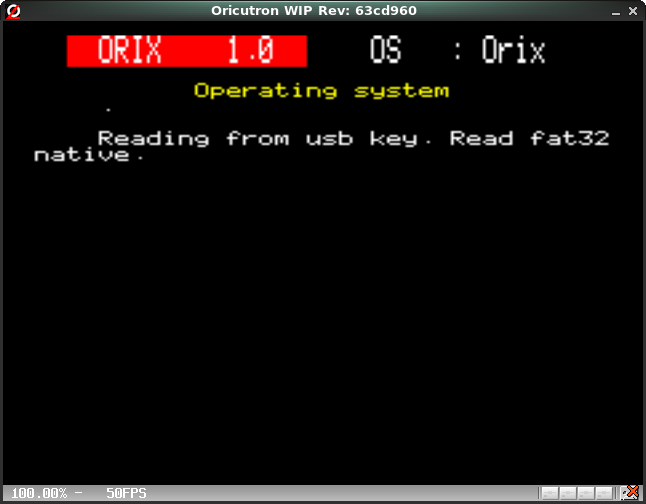 Oricutron WIP Rev: 63cd960
ORIX 1.0 OS : Orix
Operating system
.
Reading from usb key. Read fat32
native.
100.00% - 50FPS